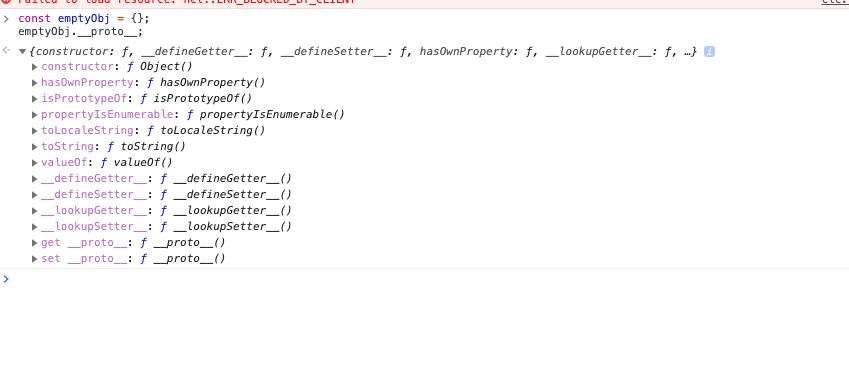 Failed to load resource: net::ERR_BLOCKED_BY_CLIENT
const emptyObj = {};
emptyObj.__proto__;
{constructor: ƒ, __defineGetter__: ƒ, __defineSetter__: ƒ, hasOwnProperty: ƒ, __lookupGetter__: ƒ, …} i
constructor: ƒ Object()
hasOwnProperty: ƒ hasOwnProperty()
isPrototypeOf: ƒ isPrototypeOf()
propertyIsEnumerable: ƒ propertyIsEnumerable()
toLocaleString: ƒ toLocaleString()
toString: ƒ toString()
valueOf: ƒ valueOf()
__defineGetter__: ƒ __defineGetter__()
__defineSetter__: ƒ __defineSetter__()
__lookupGetter__: ƒ __lookupGetter__()
__lookupSetter__: ƒ __lookupSetter__()
get __proto__: ƒ __proto__()
set __proto__: ƒ __proto__()